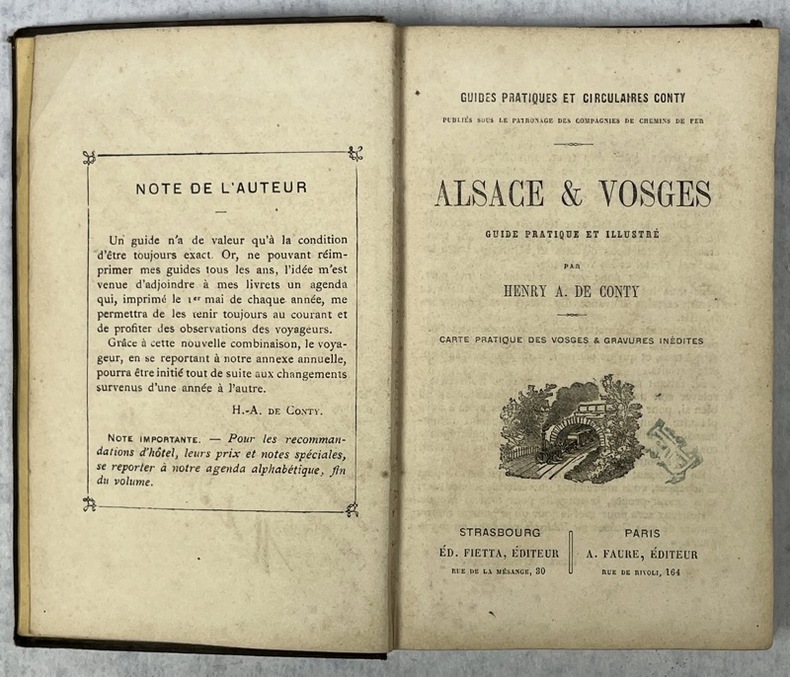 NOTE DE L'AUTEUR
Un guide n'a de valeur qu'à la condition
d'être toujours exact. Or, ne pouvant réim-
primer mes guides tous les ans, l'idée m'est
venue d'adjoindre à mes livrets un agenda
qui, imprimé le 1er mai de chaque année, me
permettra de les tenir toujours au courant et
de profiter des observations des voyageurs.
Grâce à cette nouvelle combinaison, le voya-
geur, en se reportant à notre annexe annuelle,
pourra être initié tout de suite aux changements
survenus d'une année à l'autre.
H.-A. DE CONTY.
NOTE IMPORTANTE. — Pour les recomman-
dations d'hôtel, leurs prix et notes spéciales,
se reporter à notre agenda alphabétique, fin
du volume.
GUIDES PRATIQUES ET CIRCULAIRES CONTY
PUBLIÉS SOUS LE PATRONAGE DES COMPAGNIES DE CHEMINS DE FER
ALSACE & VOSGES
GUIDE PRATIQUE ET ILLUSTRÉ
PAR
HENRY A. DE CONTY
CARTE PRATIQUE DES VOSGES & GRAVURES INÉDITES
STRASBOURG
ÉD. FIETTA, ÉDITEUR
RUE DE LA MÉSANGE, 30
PARIS
A. FAURE, ÉDITEUR
RUE DE RIVOLI, 164